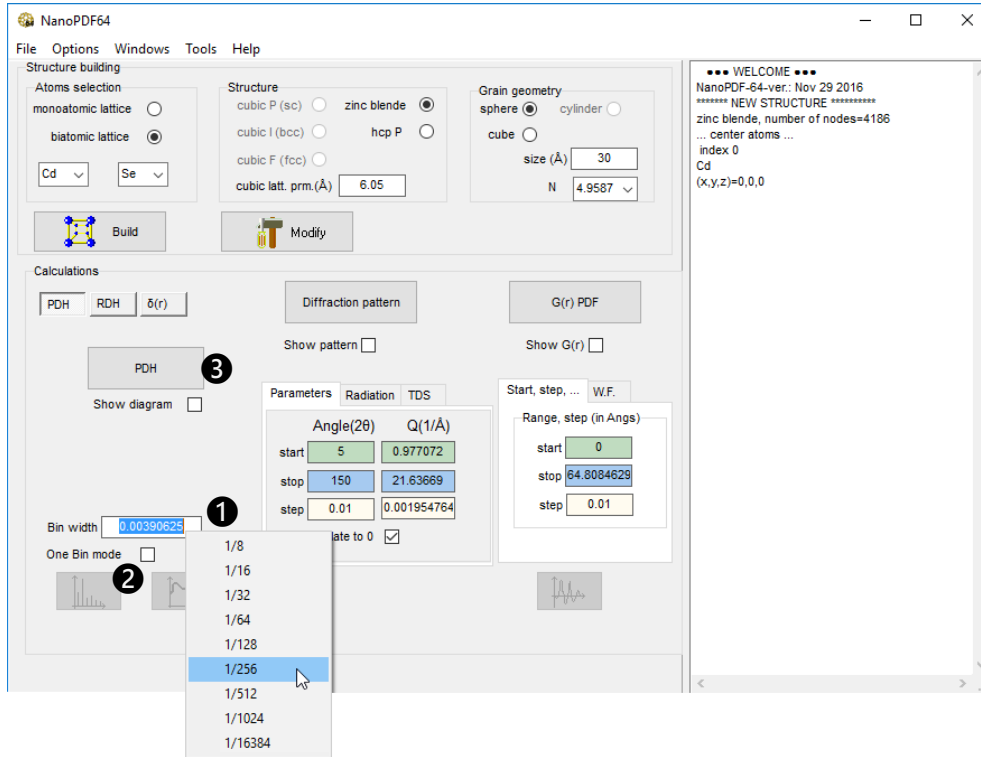 NanoPDF64
File Options Windows Tools Help
Structure building
Atoms selection
monoatomic lattice
biatomic lattice
Cd Se
Structure
cubic P (sc) zinc blende
cubic I (bcc) hcp P
cubic F (fcc)
cubic latt. prm.(Å) 6.05
Grain geometry
sphere cylinder
cube
size (Å) 30
N 4.9587
Build Modify
Calculations
PDH RDH δ(r)
PDH
3
Show diagram
Bin width 0.00390625
1
One Bin mode
2
1/8
1/16
1/32
1/64
1/128
1/256
1/512
1/1024
1/16384
Diffraction pattern
Show pattern
Parameters Radiation TDS
Angle(2θ) Q(1/Å)
start 5 0.977072
stop 150 21.63669
step 0.01 0.001954764
late to 0
G(r) PDF
Show G(r)
Start, step, ... W.F.
Range, step (in Angs)
start 0
stop 64.8084629
step 0.01
●●● WELCOME ●●●
NanoPDF-64-ver.: Nov 29 2016
******* NEW STRUCTURE **********
zinc blende, number of nodes=4186
... center atoms ...
index 0
Cd
(x,y,z)=0,0,0